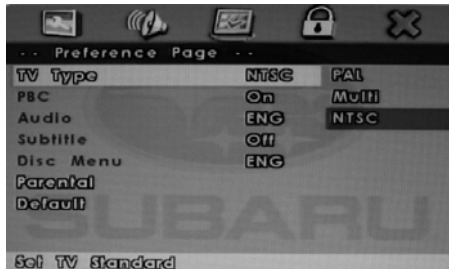 - - Preference Page - -
TV Type NTSC PAL
PBC On Multi
Audio ENG NTSC
Subtitle Off
Disc Menu ENG
Parental
Default
SUBARU
Set TV Standard